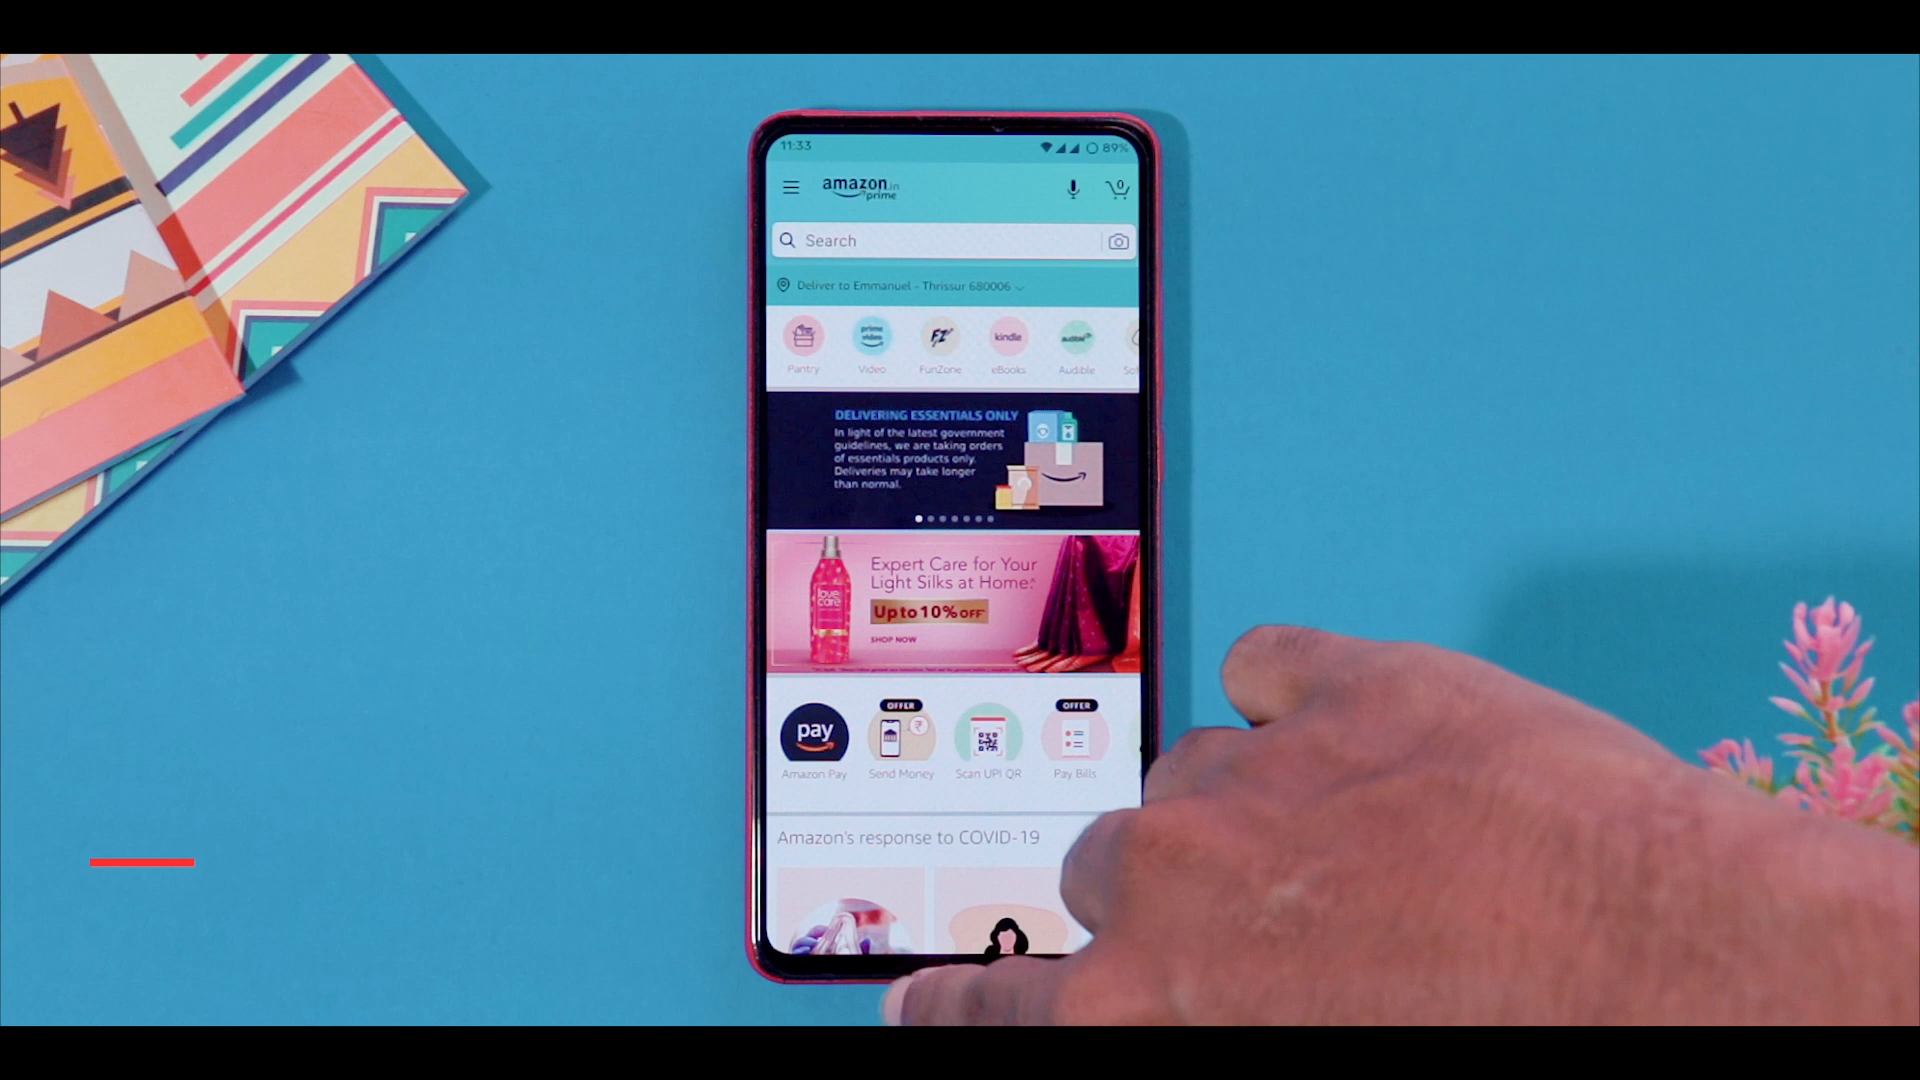 11:33
89%
amazon.in
prime
0
Search
Deliver to Emmanuel - Thrissur 680006
prime
video
FZ
kindle
audible
Pantry
Video
FunZone
eBooks
Audible
DELIVERING ESSENTIALS ONLY
In light of the latest government
guidelines, we are taking orders
of essentials products only.
Deliveries may take longer
than normal.
Expert Care for Your
Light Silks at Home.^
love
care
Up to 10% OFF*
SHOP NOW
OFFER
OFFER
pay
Amazon Pay
Send Money
Scan UPI QR
Pay Bills
Amazon's response to COVID-19